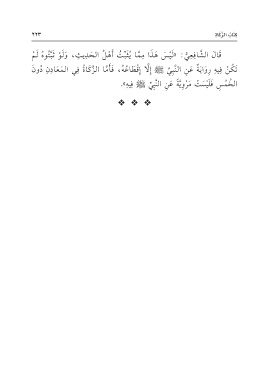 كتاب الزكاة ٢٢٣
قَالَ الشَّافِعِيُّ: «لَيْسَ هَذَا مِمَّا يُثْبِتُ أَهْلُ الحَدِيثِ، وَلَوْ ثَبَّتُوهُ لَمْ
تَكُنْ فِيهِ رِوَايَةٌ عَنِ النَّبِيِّ ﷺ إِلَّا إِقْطَاعُهُ، فَأَمَّا الزَّكَاةُ فِي المَعَادِنِ دُونَ
الخُمُسِ فَلَيْسَتْ مَرْوِيَّةً عَنِ النَّبِيِّ ﷺ فِيهِ».
❖ ❖ ❖